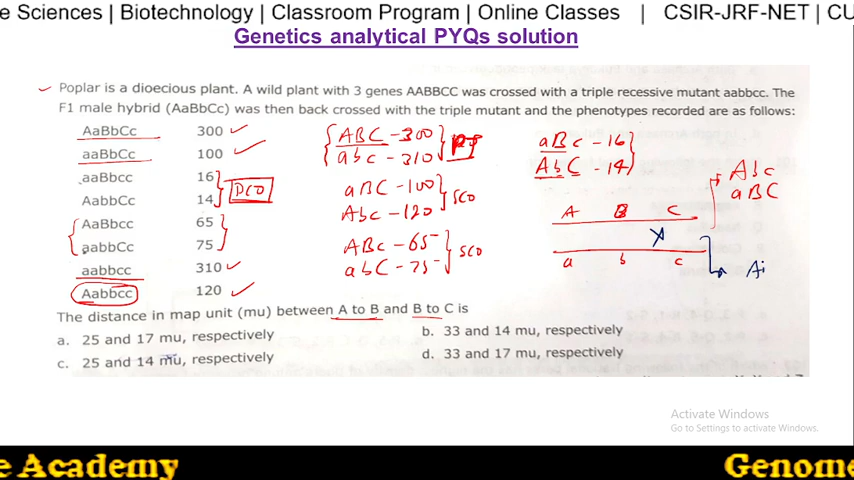 e Sciences | Biotechnology | Classroom Program | Online Classes | CSIR-JRF-NET | CU
Genetics analytical PYQs solution
Poplar is a dioecious plant. A wild plant with 3 genes AABBCC was crossed with a triple recessive mutant aabbcc. The
F1 male hybrid (AaBbCc) was then back crossed with the triple mutant and the phenotypes recorded are as follows:
AaBbCc 300
aaBbCc 100
aaBbcc 16
AabbCc 14
AaBbcc 65
aabbCc 75
aabbcc 310
Aabbcc 120
DCO
ABC - 300
abc - 310
aBC - 100
Abc - 120
SCO
ABc - 65
abC - 75
SCO
aBc - 16
AbC - 14
A B C
a b c
Abc
aBC
The distance in map unit (mu) between A to B and B to C is
a. 25 and 17 mu, respectively
b. 33 and 14 mu, respectively
c. 25 and 14 mu, respectively
d. 33 and 17 mu, respectively
Activate Windows
Go to Settings to activate Windows.
e Academy
Genome